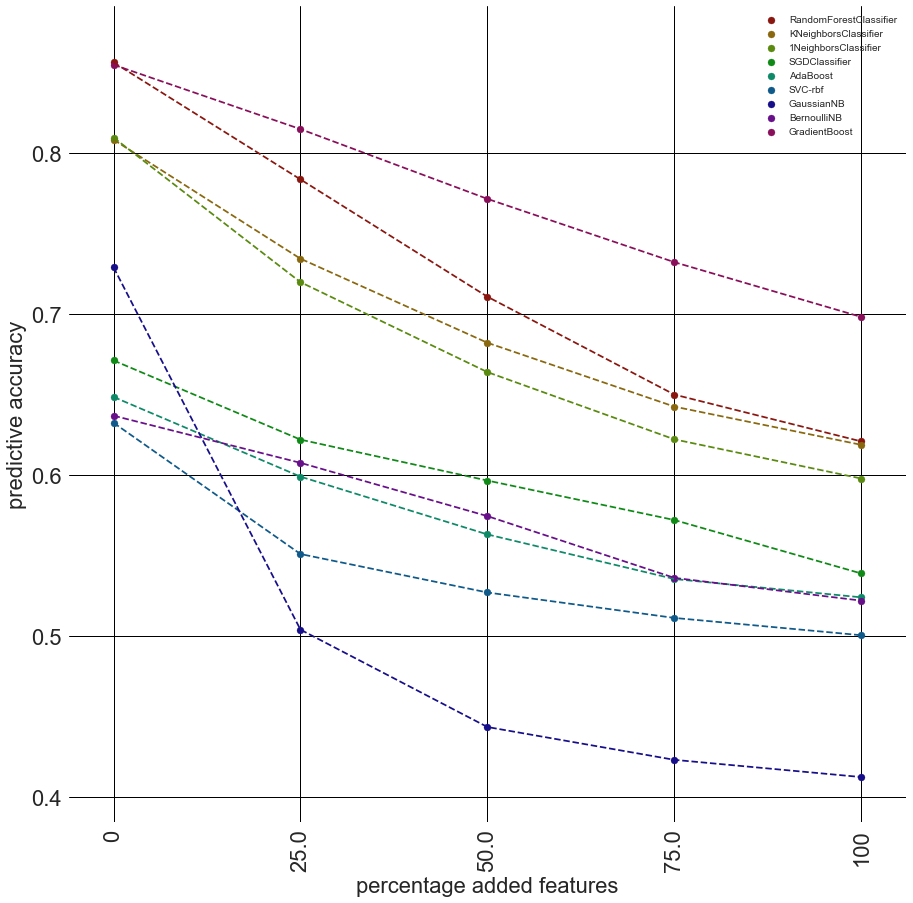 RandomForestClassifier
KNeighborsClassifier
1NeighborsClassifier
SGDClassifier
AdaBoost
SVC-rbf
GaussianNB
BernoulliNB
GradientBoost
predictive accuracy
0.8
0.7
0.6
0.5
0.4
0
25.0
50.0
75.0
100
percentage added features